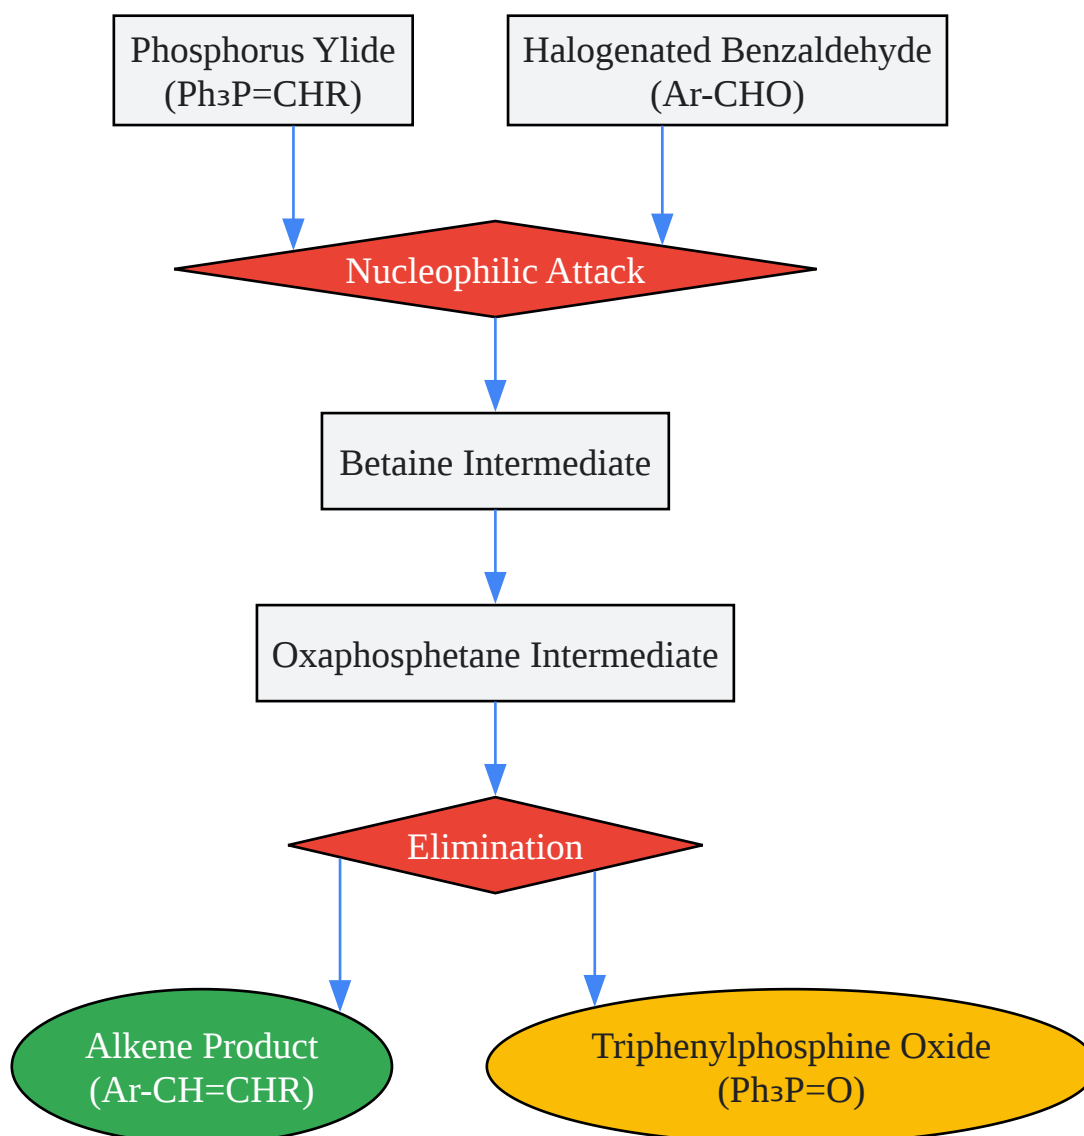 Phosphorus Ylide
(Ph₃P=CHR)
Halogenated Benzaldehyde
(Ar-CHO)
Nucleophilic Attack
Betaine Intermediate
Oxaphosphetane Intermediate
Elimination
Alkene Product
(Ar-CH=CHR)
Triphenylphosphine Oxide
(Ph₃P=O)